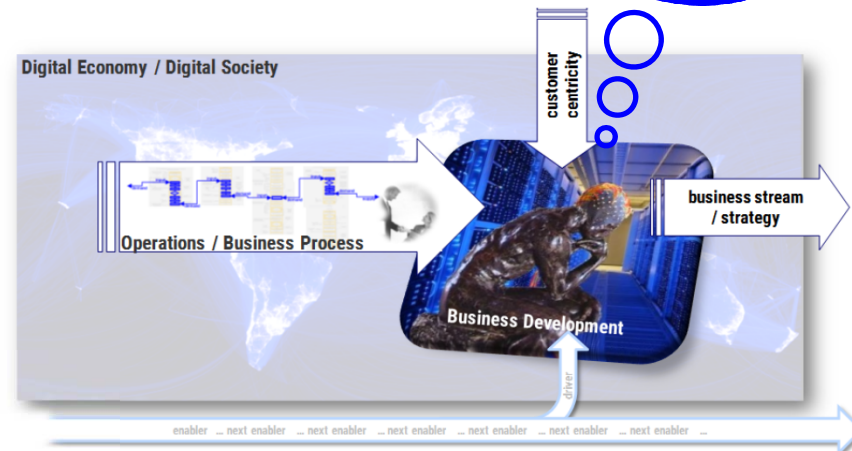 Digital Economy / Digital Society
customer
centricity
business stream
/ strategy
Operations / Business Process
Business Development
driver
enabler ... next enabler ... next enabler ... next enabler ... next enabler ... next enabler ... next enabler ...